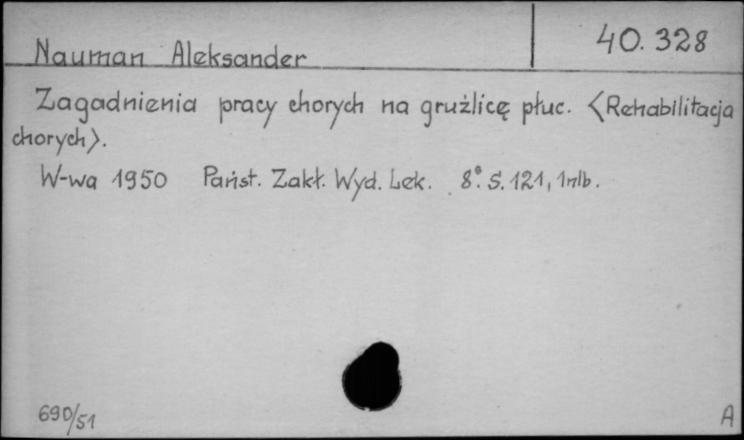 Nauman Aleksander
40.328
Zagadnienia pracy chorych na gruźlicę płuc. <Rehabilitacja
chorych>.
W-wa 1950 Państ. Zakł. Wyd. Lek. 8° S. 121, 1nlb.
690/51
A